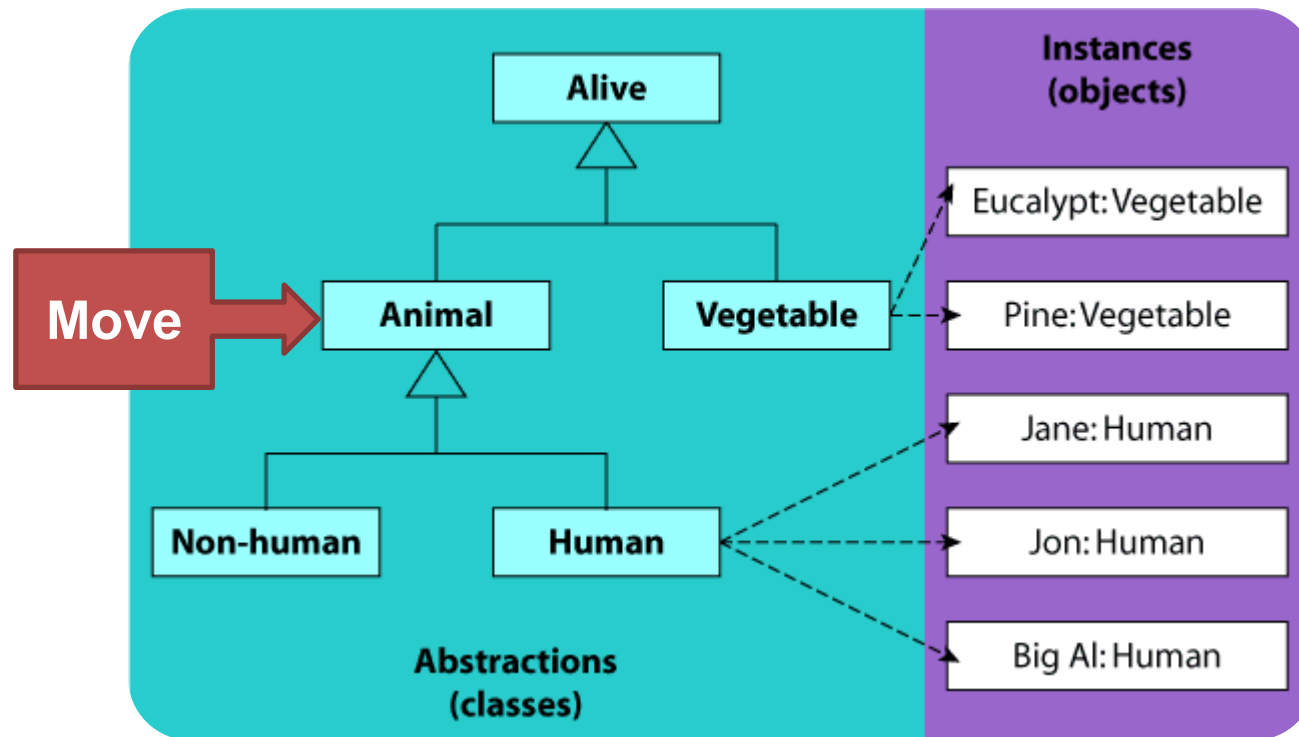 Alive
Instances
(objects)
Eucalypt: Vegetable
Move
Animal
Vegetable
Pine: Vegetable
Jane: Human
Non-human
Human
Jon: Human
Big Al: Human
Abstractions
(classes)